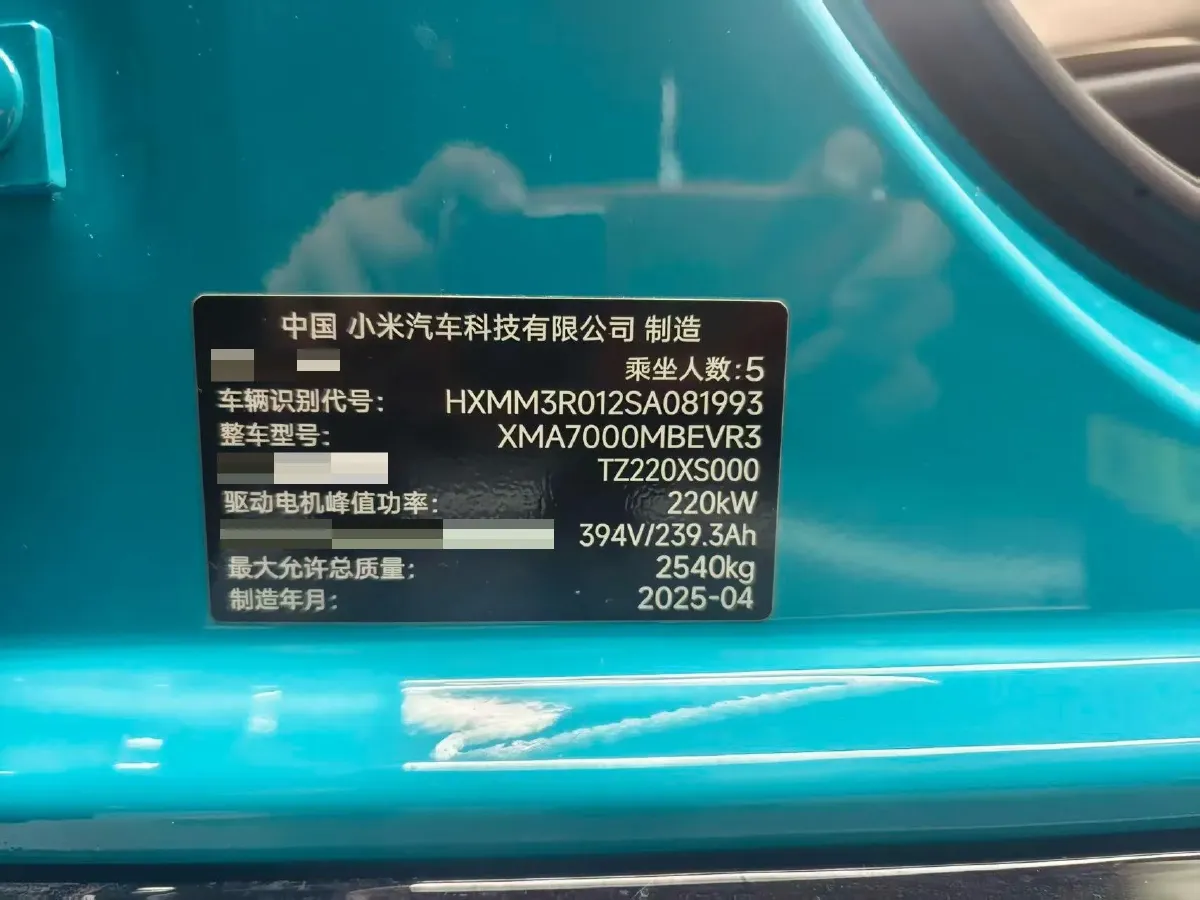 中国 小米汽车科技有限公司 制造
乘坐人数:5
车辆识别代号: HXMM3R012SA081993
整车型号: XMA7000MBEVR3
TZ220XS000
驱动电机峰值功率: 220kW
394V/239.3Ah
最大允许总质量: 2540kg
制造年月: 2025-04